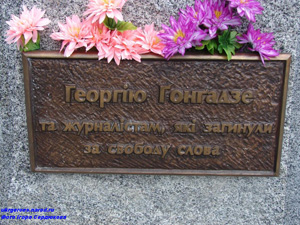 Георгію Гонгадзе
та журналістам, які загинули
за свободу слова